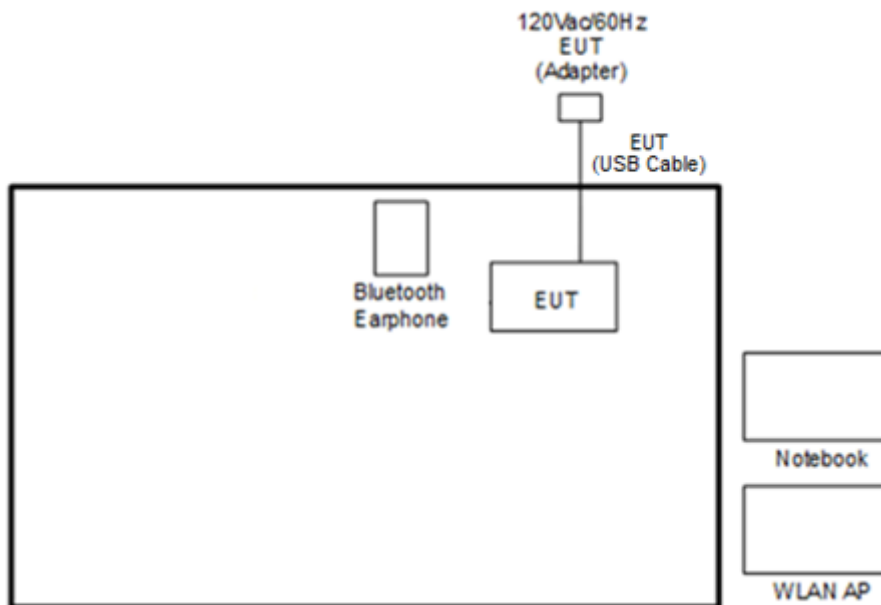 120Vac/60Hz
EUT
(Adapter)
EUT
(USB Cable)
Bluetooth
Earphone
EUT
Notebook
WLAN AP